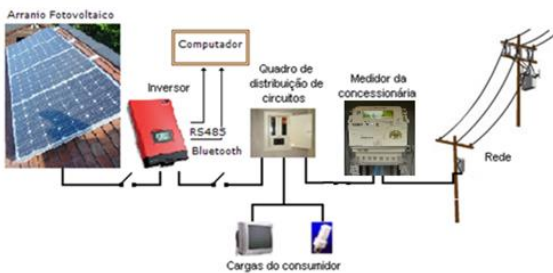 Arranjo Fotovoltaico
Computador
Inversor
RS485
Bluetooth
Quadro de
distribuição de
circuitos
Medidor da
concessionária
Rede
Cargas do consumidor